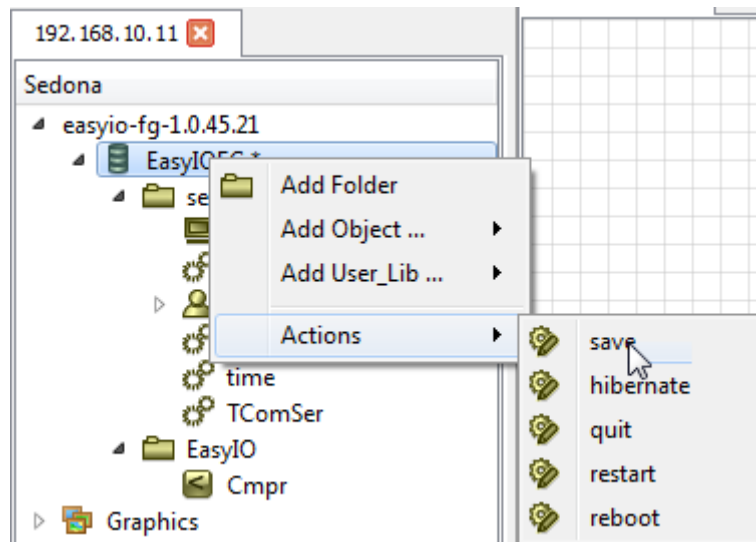 192.168.10.11
Sedona
easyio-fg-1.0.45.21
Add Folder
Add Object ...
Add User_Lib ...
Actions
save
hibernate
quit
restart
reboot
time
TComSer
EasyIO
Cmpr
Graphics